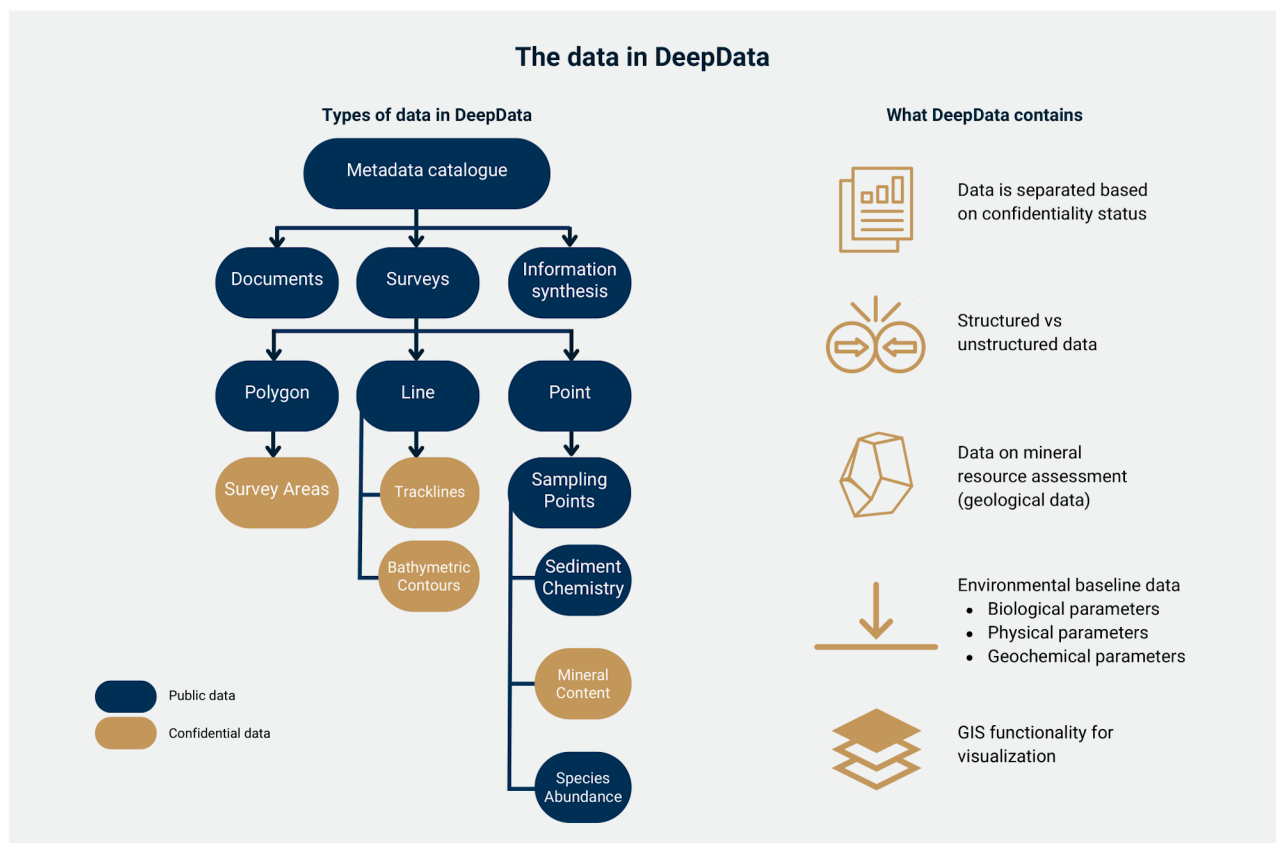 The data in DeepData
Types of data in DeepData
Metadata catalogue
Documents
Surveys
Information
synthesis
Polygon
Line
Point
Survey Areas
Tracklines
Sampling
Points
Bathymetric
Contours
Sediment
Chemistry
Mineral
Content
Species
Abundance
Public data
Confidential data
What DeepData contains
Data is separated based
on confidentiality status
Structured vs
unstructured data
Data on mineral
resource assessment
(geological data)
Environmental baseline data
• Biological parameters
• Physical parameters
• Geochemical parameters
GIS functionality for
visualization